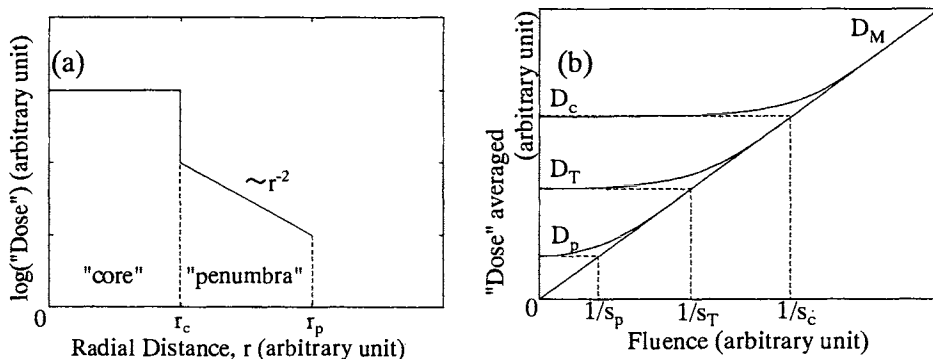 (a)
log("Dose") (arbitrary unit)
~r⁻²
"core"
"penumbra"
0
r_c
r_p
Radial Distance, r (arbitrary unit)
(b)
"Dose" averaged
(arbitrary unit)
D_M
D_c
D_T
D_p
0
1/s_p
1/s_T
1/s_c
Fluence (arbitrary unit)